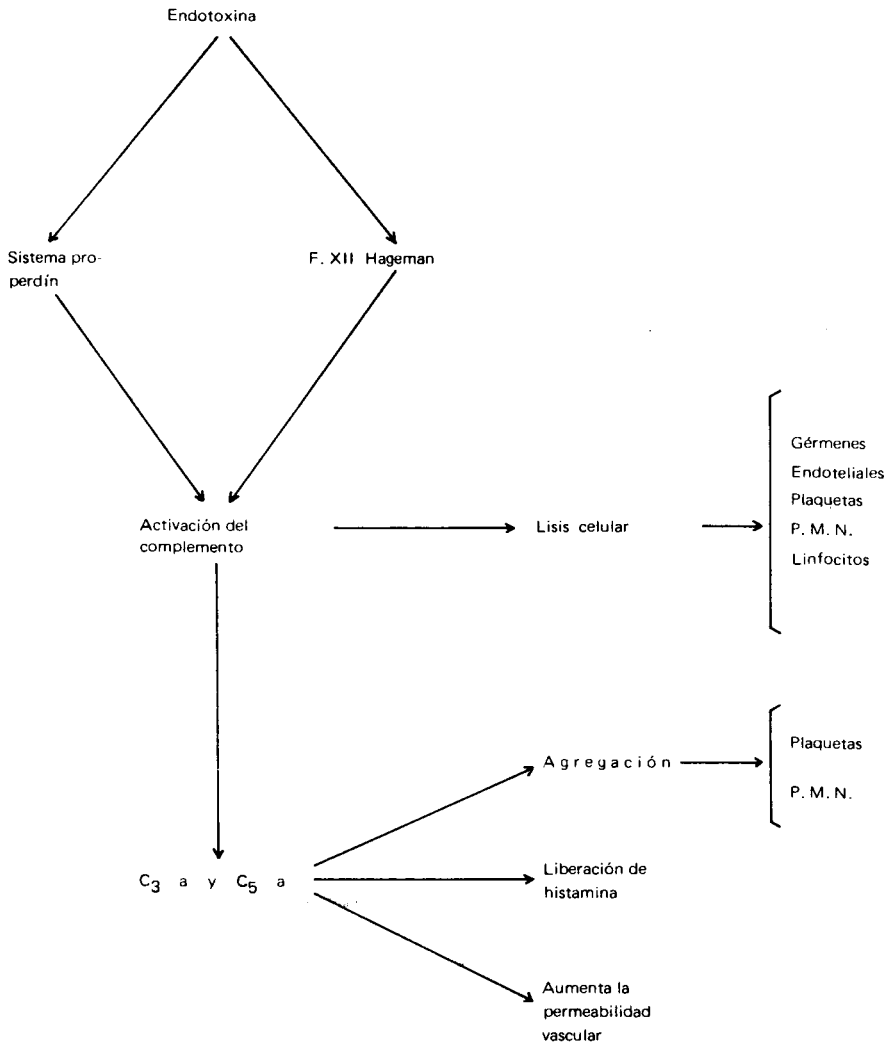 Endotoxina
Sistema pro-
perdín
F. XII Hageman
Activación del
complemento
Lisis celular
Gérmenes
Endoteliales
Plaquetas
P. M. N.
Linfocitos
Agregación
Plaquetas
P. M. N.
C3 a y C5 a
Liberación de
histamina
Aumenta la
permeabilidad
vascular